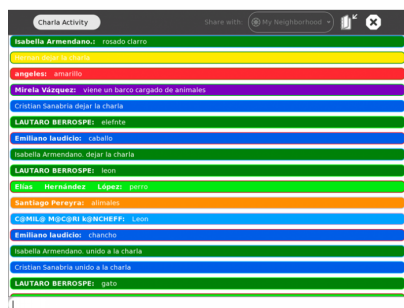 Charla Activity
Share with: My Neighborhood
Isabella Armendano.: rosado clarro
hernan dejar la charla
angeles: amarillo
Mirela Vázquez: viene un barco cargado de animales
Cristian Sanabria dejar la charla
LAUTARO BERROSPE: elefnte
Emiliano laudicio: caballo
Isabella Armendano. dejar la charla
LAUTARO BERROSPE: leon
Elias Hernández López: perro
Santiago Pereyra: alimales
C@MIL@ M@C@RI k@NCHEFF: Leon
Emiliano laudicio: chancho
Isabella Armendano. unido a la charla
Cristian Sanabria unido a la charla
LAUTARO BERROSPE: gato